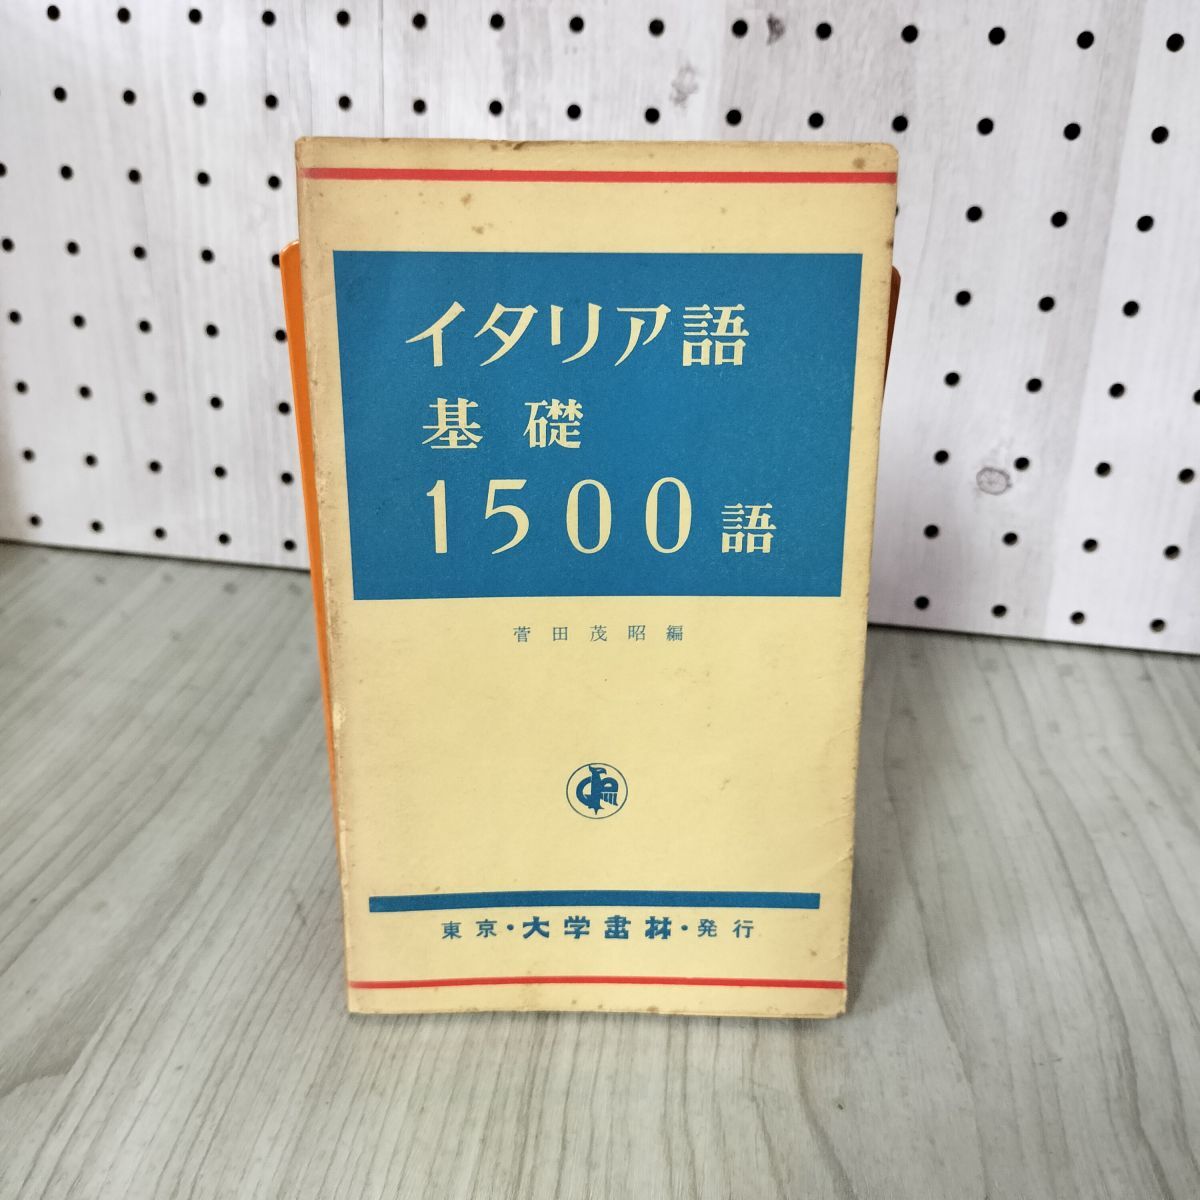 イタリア語
基礎
1500語
菅田茂昭編
東京・大学書林・発行